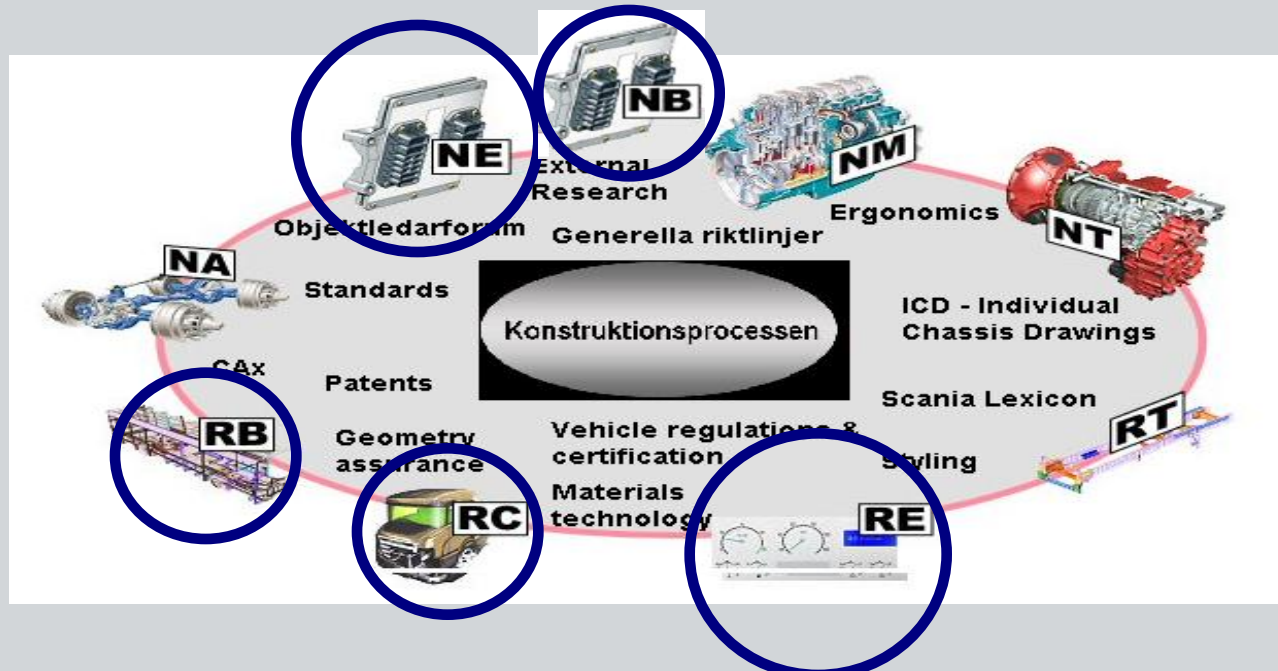 NB
NE
NM
External
Research
Ergonomics
Objektledarforum
Generella riktlinjer
NT
NA
Standards
ICD - Individual
Chassis Drawings
Konstruktionsprocessen
CAx
Patents
Scania Lexicon
RB
RT
Geometry
assurance
Vehicle regulations &
certification
Styling
Materials
technology
RC
RE